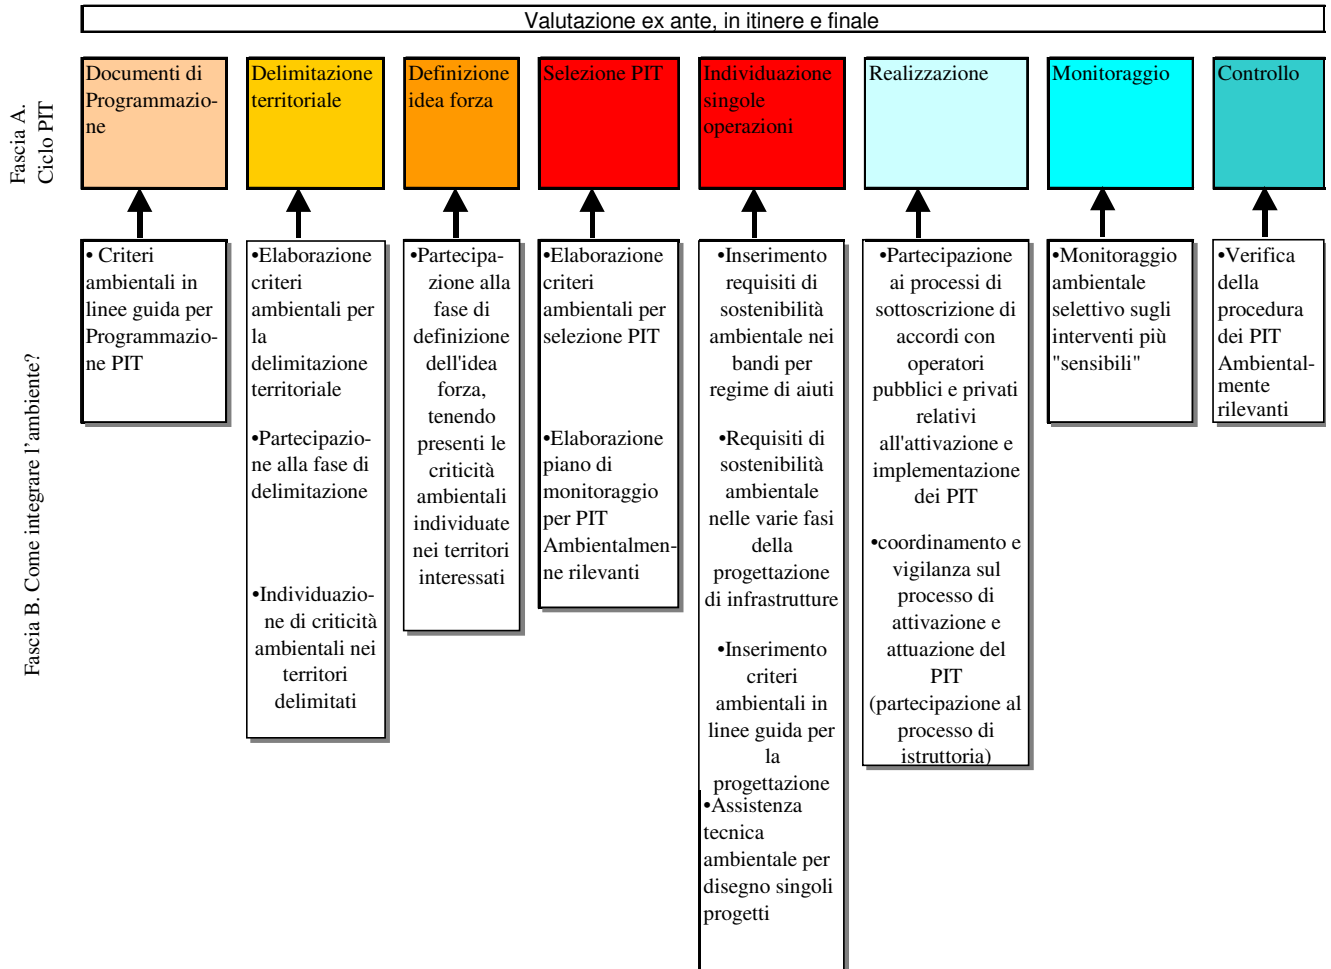 Valutazione ex ante, in itinere e finale
Fascia A.
Ciclo PIT
Documenti di
Programmazio-
ne
Delimitazione
territoriale
Definizione
idea forza
Selezione PIT
Individuazione
singole
operazioni
Realizzazione
Monitoraggio
Controllo
Fascia B. Come integrare l'ambiente?
• Criteri
ambientali in
linee guida per
Programmazio-
ne PIT
•Elaborazione
criteri
ambientali per
la
delimitazione
territoriale
•Partecipazio-
ne alla fase di
delimitazione
•Individuazio-
ne di criticità
ambientali nei
territori
delimitati
•Partecipa-
zione alla
fase di
definizione
dell'idea
forza,
tenendo
presenti le
criticità
ambientali
individuate
nei territori
interessati
•Elaborazione
criteri
ambientali per
selezione PIT
•Elaborazione
piano di
monitoraggio
per PIT
Ambientalmen-
ne rilevanti
•Inserimento
requisiti di
sostenibilità
ambientale nei
bandi per
regime di aiuti
•Requisiti di
sostenibilità
ambientale
nelle varie fasi
della
progettazione
di infrastrutture
•Inserimento
criteri
ambientali in
linee guida per
la
progettazione
•Assistenza
tecnica
ambientale per
disegno singoli
progetti
•Partecipazione
ai processi di
sottoscrizione di
accordi con
operatori
pubblici e privati
relativi
all'attivazione e
implementazione
dei PIT
•coordinamento e
vigilanza sul
processo di
attivazione e
attuazione del
PIT
(partecipazione al
processo di
istruttoria)
•Monitoraggio
ambientale
selettivo sugli
interventi più
"sensibili"
•Verifica
della
procedura
dei PIT
Ambiental-
mente
rilevanti